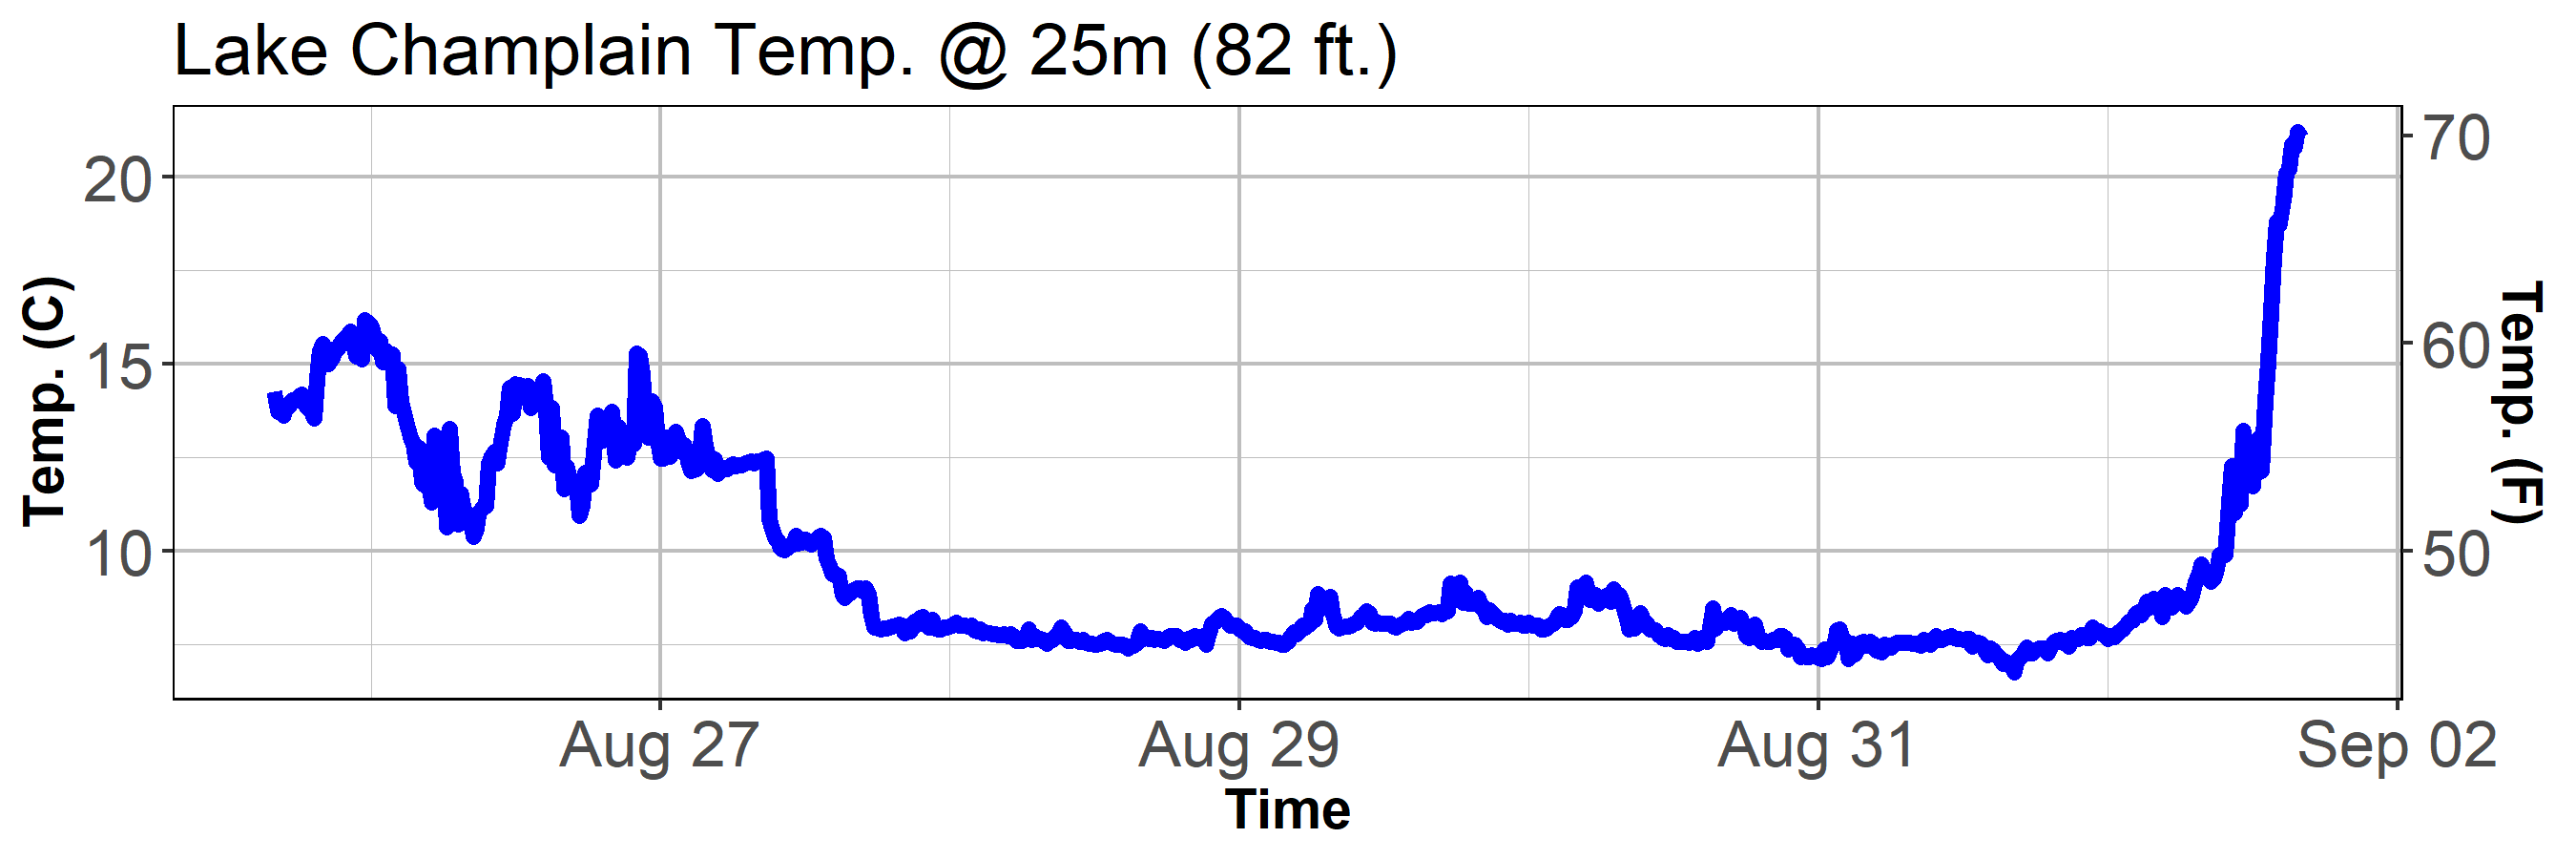 Lake Champlain Temp. @ 25m (82 ft.)
Temp. (C)
20
15
10
70
60
50
Temp. (F)
Aug 27 Aug 29 Aug 31 Sep 02
Time